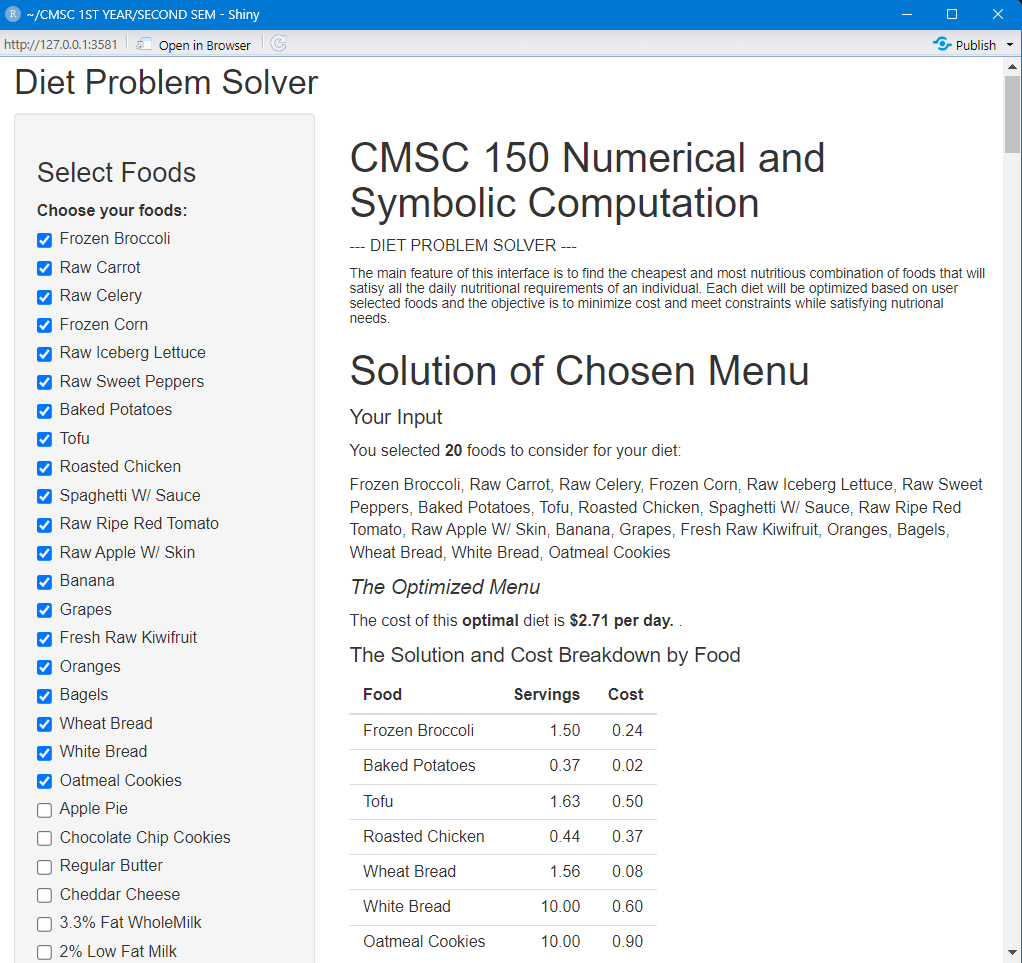 R ~/CMSC 1ST YEAR/SECOND SEM - Shiny
http://127.0.0.1:3581 Open in Browser Publish
Diet Problem Solver
Select Foods
Choose your foods:
Frozen Broccoli
Raw Carrot
Raw Celery
Frozen Corn
Raw Iceberg Lettuce
Raw Sweet Peppers
Baked Potatoes
Tofu
Roasted Chicken
Spaghetti W/ Sauce
Raw Ripe Red Tomato
Raw Apple W/ Skin
Banana
Grapes
Fresh Raw Kiwifruit
Oranges
Bagels
Wheat Bread
White Bread
Oatmeal Cookies
Apple Pie
Chocolate Chip Cookies
Regular Butter
Cheddar Cheese
3.3% Fat WholeMilk
2% Low Fat Milk
CMSC 150 Numerical and
Symbolic Computation
--- DIET PROBLEM SOLVER ---
The main feature of this interface is to find the cheapest and most nutritious combination of foods that will
satisy all the daily nutritional requirements of an individual. Each diet will be optimized based on user
selected foods and the objective is to minimize cost and meet constraints while satisfying nutrional
needs.
Solution of Chosen Menu
Your Input
You selected 20 foods to consider for your diet:
Frozen Broccoli, Raw Carrot, Raw Celery, Frozen Corn, Raw Iceberg Lettuce, Raw Sweet
Peppers, Baked Potatoes, Tofu, Roasted Chicken, Spaghetti W/ Sauce, Raw Ripe Red
Tomato, Raw Apple W/ Skin, Banana, Grapes, Fresh Raw Kiwifruit, Oranges, Bagels,
Wheat Bread, White Bread, Oatmeal Cookies
The Optimized Menu
The cost of this optimal diet is $2.71 per day. .
The Solution and Cost Breakdown by Food
Food Servings Cost
Frozen Broccoli 1.50 0.24
Baked Potatoes 0.37 0.02
Tofu 1.63 0.50
Roasted Chicken 0.44 0.37
Wheat Bread 1.56 0.08
White Bread 10.00 0.60
Oatmeal Cookies 10.00 0.90